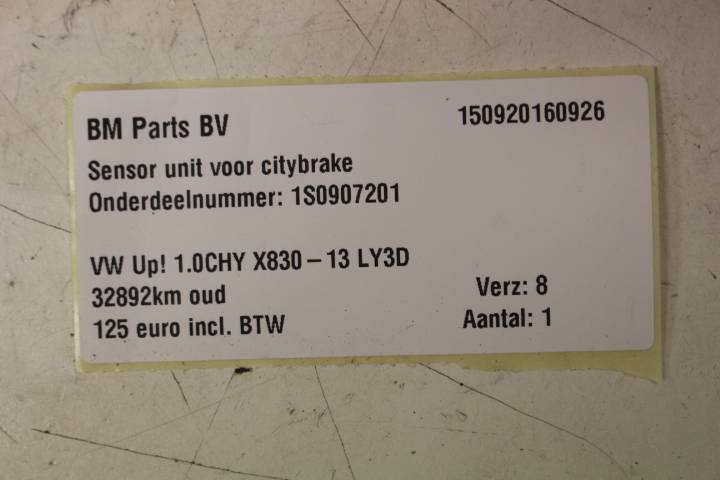 BM Parts BV 150920160926
Sensor unit voor citybrake
Onderdeelnummer: 1S0907201
VW Up! 1.0CHY X830-13 LY3D
32892km oud Verz: 8
125 euro incl. BTW Aantal: 1